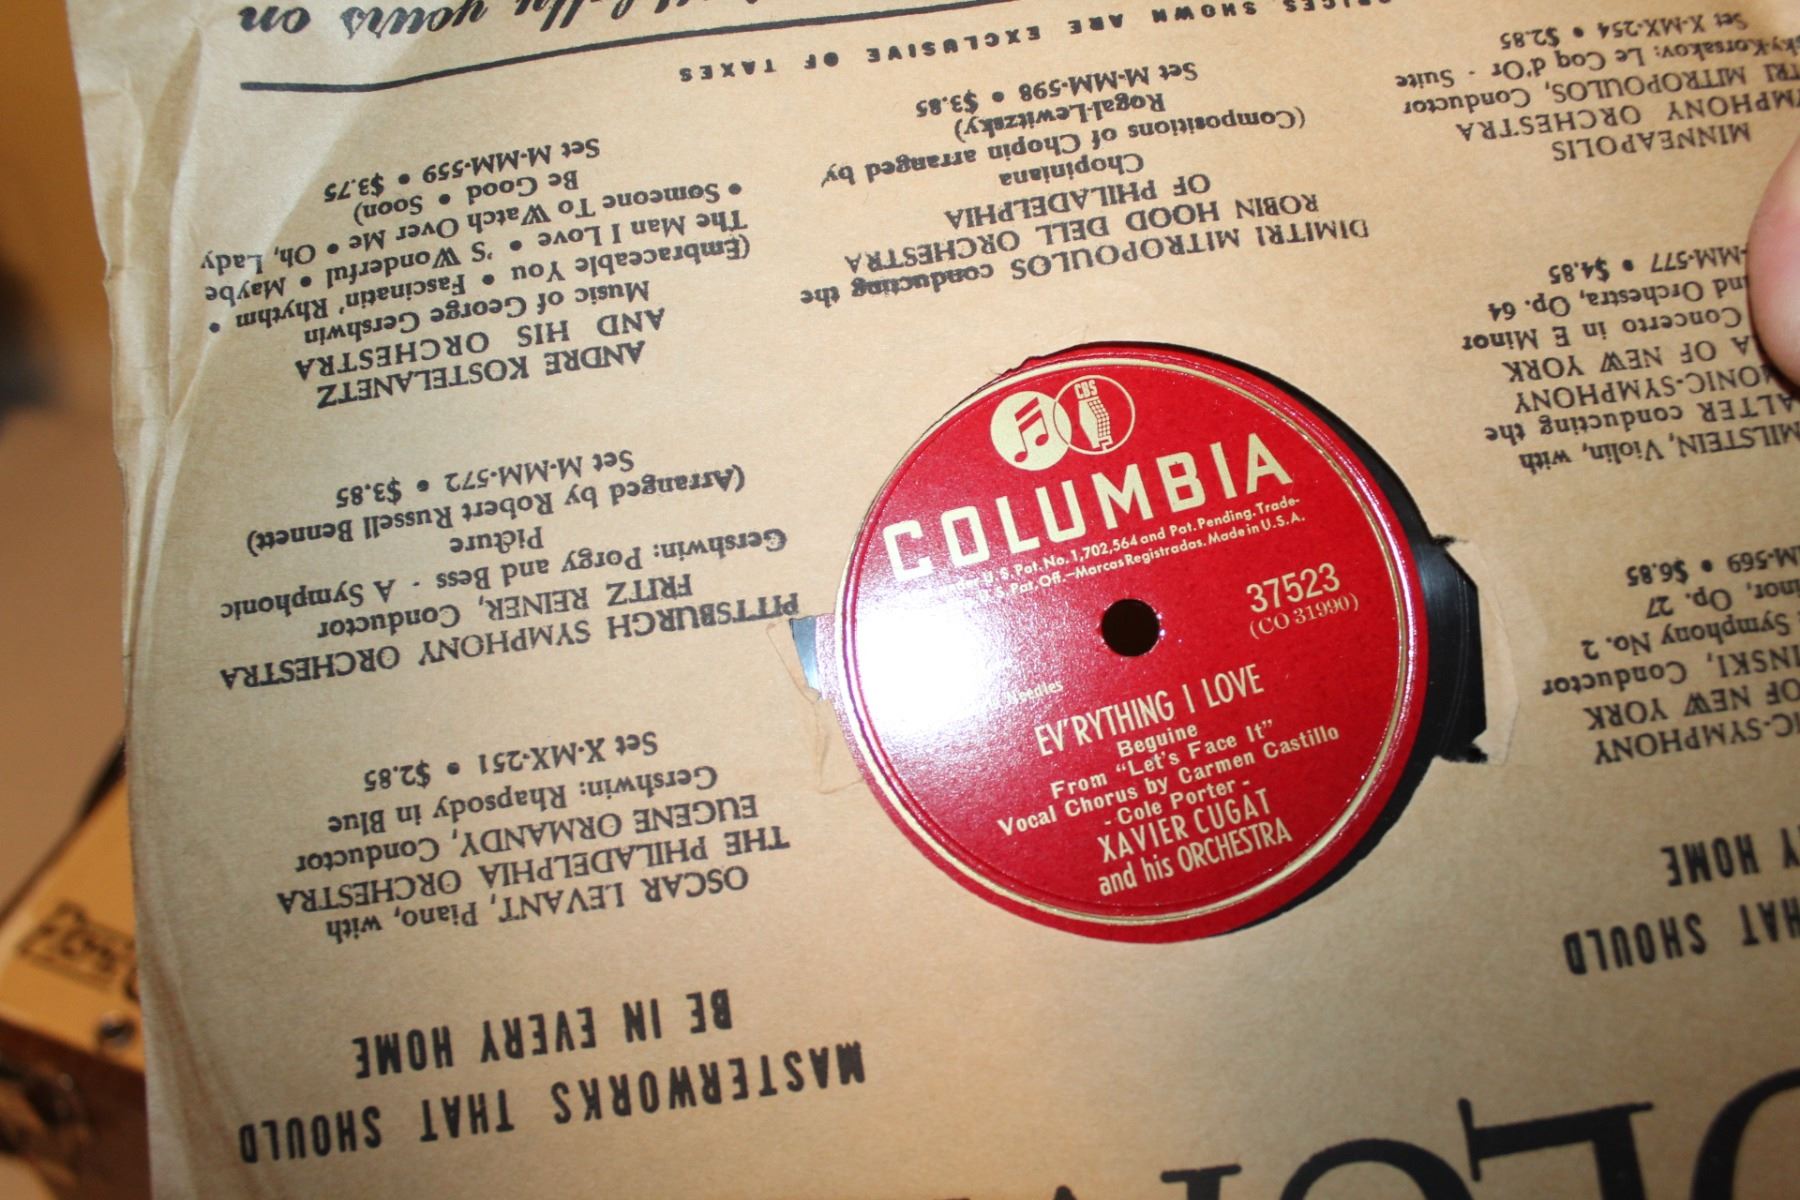 CBS
COLUMBIA
U.S. Pat. No. 1,702,564 and Pat. Pending. Trade-
Pat. Off.—Marcas Registradas. Made in U.S.A.
37523
(CO 31990)
Needles
EV'RYTHING I LOVE
Beguine
From "Let's Face It"
Vocal Chorus by Carmen Castillo
- Cole Porter -
XAVIER CUGAT
and his ORCHESTRA
MASTERWORKS THAT SHOULD
BE IN EVERY HOME
OSCAR LEVANT, Piano, with
THE PHILADELPHIA ORCHESTRA
EUGENE ORMANDY, Conductor
Gershwin: Rhapsody in Blue
Set X-MX-251 • $2.85
PITTSBURGH SYMPHONY ORCHESTRA
FRITZ REINER, Conductor
Gershwin: Porgy and Bess - A Symphonic
Picture
(Arranged by Robert Russell Bennett)
Set M-MM-572 • $3.85
ANDRE KOSTELANETZ
AND HIS ORCHESTRA
Music of George Gershwin
(Embraceable You • Fascinatin' Rhythm •
The Man I Love • 'S Wonderful • Maybe
• Someone To Watch Over Me • Oh, Lady
Be Good • Soon)
Set M-MM-559 • $3.75
DIMITRI MITROPOULOS conducting the
ROBIN HOOD DELL ORCHESTRA
OF PHILADELPHIA
Chopiniana
(Compositions of Chopin arranged by
Rogal-Lewitzsky)
Set M-MM-598 • $3.85
THAT SHOULD
HOME
SYMPHONY
OF NEW YORK
Conductor
Symphony No. 2
Op. 27
569 • $6.85
MILSTEIN, Violin, with
conducting the
SYMPHONY
OF NEW YORK
Concerto in E Minor
and Orchestra, Op. 64
MM-577 • $4.85
MINNEAPOLIS
SYMPHONY ORCHESTRA
MITROPOULOS, Conductor
Korsakov: Le Coq d'Or - Suite
Set X-MX-254 • $2.85
PRICES SHOWN ARE EXCLUSIVE OF TAXES
yours on